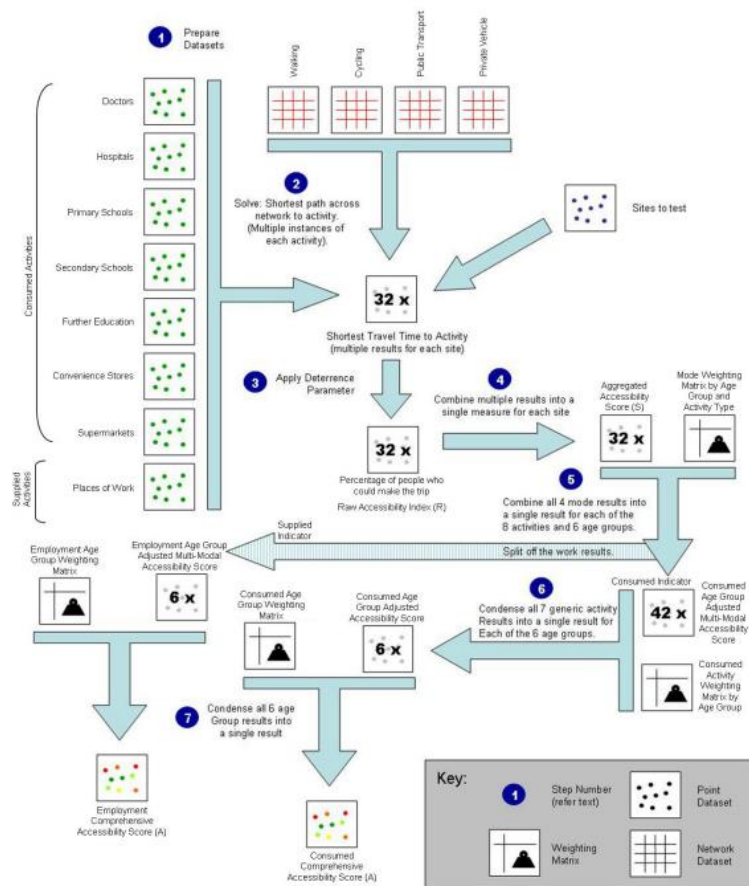 1
Prepare
Datasets
Walking
Cycling
Public Transport
Private Vehicle
Consumed Activities
Doctors
Hospitals
Primary Schools
Secondary Schools
Further Education
Convenience Stores
Supermarkets
Supplied
Activities
Places of Work
2
Solve: Shortest path across
network to activity.
(Multiple instances of
each activity).
Sites to test
32 x
Shortest Travel Time to Activity
(multiple results for each site)
3
Apply Deterrence
Parameter
32 x
Percentage of people who
could make the trip
Raw Accessibility Index (R)
4
Combine multiple results into a
single measure for each site
Aggregated
Accessibility
Score (S)
32 x
Mode Weighting
Matrix by Age
Group and
Activity Type
5
Combine all 4 mode results into
a single result for each of the
8 activities and 6 age groups.
Supplied
Indicator
Split off the work results.
Employment Age
Group Weighting
Matrix
Employment Age Group
Adjusted Multi-Modal
Accessibility Score
6 x
Consumed Age
Group Weighting
Matrix
Consumed Age
Group Adjusted
Accessibility Score
6 x
6
Condense all 7 generic activity
Results into a single result for
Each of the 6 age groups.
Consumed Indicator
42 x
Consumed
Age Group
Adjusted
Multi-Modal
Accessibility
Score
Consumed
Activity
Weighting
Matrix by
Age Group
7
Condense all 6 age
Group results into
a single result
Employment
Comprehensive
Accessibility Score (A)
Consumed
Comprehensive
Accessibility Score (A)
Key:
1
Step Number
(refer text)
Point
Dataset
Weighting
Matrix
Network
Dataset